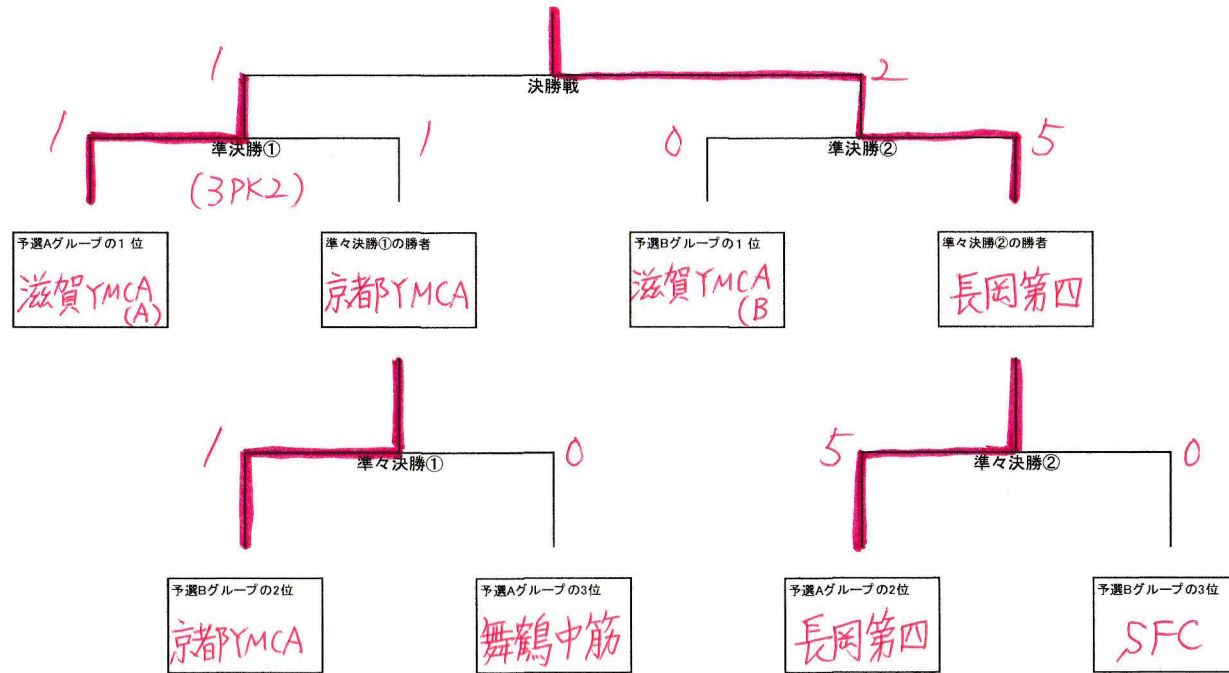 1
2
決勝戦
1
準決勝①
1
0
準決勝②
5
(3PK2)
予選Aグループの1位
滋賀YMCA
(A)
準々決勝①の勝者
京都YMCA
予選Bグループの1位
滋賀YMCA
(B
準々決勝②の勝者
長岡第四
1
準々決勝①
0
5
準々決勝②
0
予選Bグループの2位
京都YMCA
予選Aグループの3位
舞鶴中筋
予選Aグループの2位
長岡第四
予選Bグループの3位
SFC